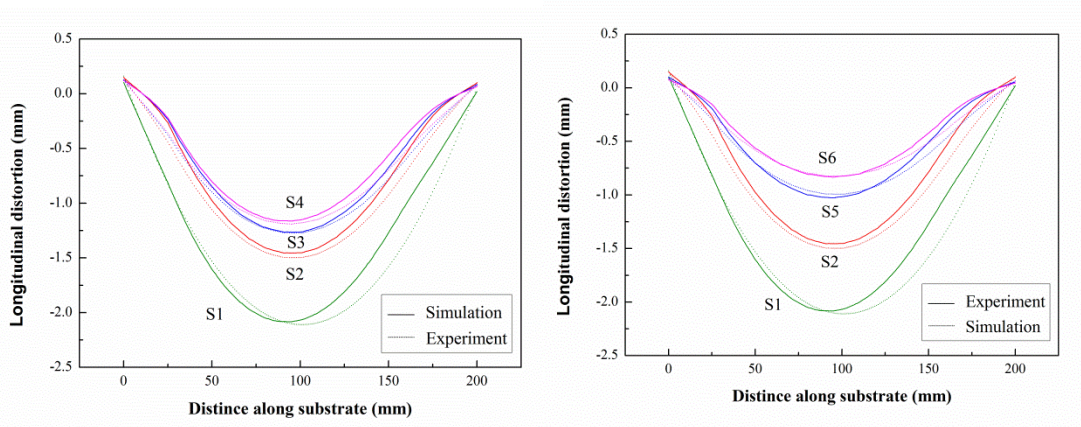 Longitudinal distortion (mm)
0.5
0.0
-0.5
-1.0
-1.5
-2.0
-2.5
S4
S3
S2
S1
Simulation
Experiment
0
50
100
150
200
Distince along substrate (mm)
Longitudinal distortion (mm)
0.5
0.0
-0.5
-1.0
-1.5
-2.0
-2.5
S6
S5
S2
S1
Experiment
Simulation
0
50
100
150
200
Distince along substrate (mm)